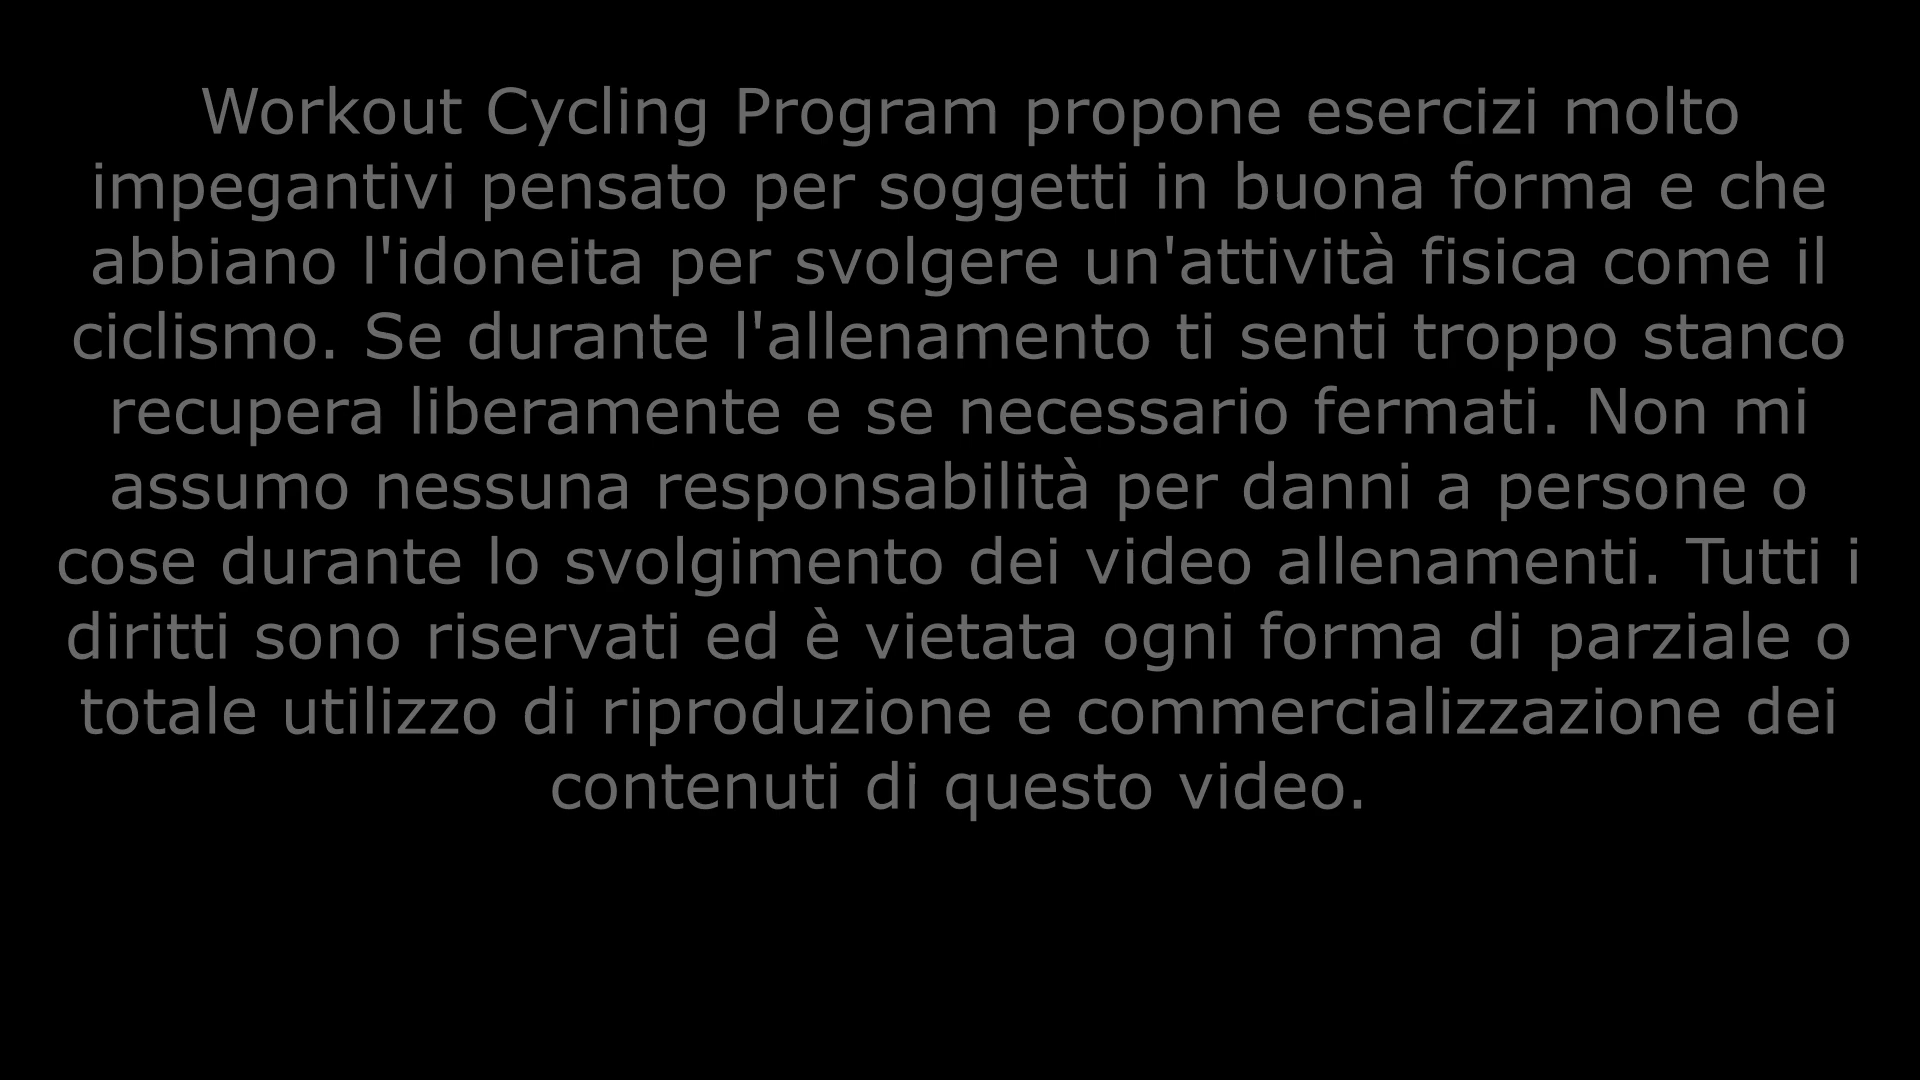 Workout Cycling Program propone esercizi molto
impegantivi pensato per soggetti in buona forma e che
abbiano l'idoneita per svolgere un'attività fisica come il
ciclismo. Se durante l'allenamento ti senti troppo stanco
recupera liberamente e se necessario fermati. Non mi
assumo nessuna responsabilità per danni a persone o
cose durante lo svolgimento dei video allenamenti. Tutti i
diritti sono riservati ed è vietata ogni forma di parziale o
totale utilizzo di riproduzione e commercializzazione dei
contenuti di questo video.